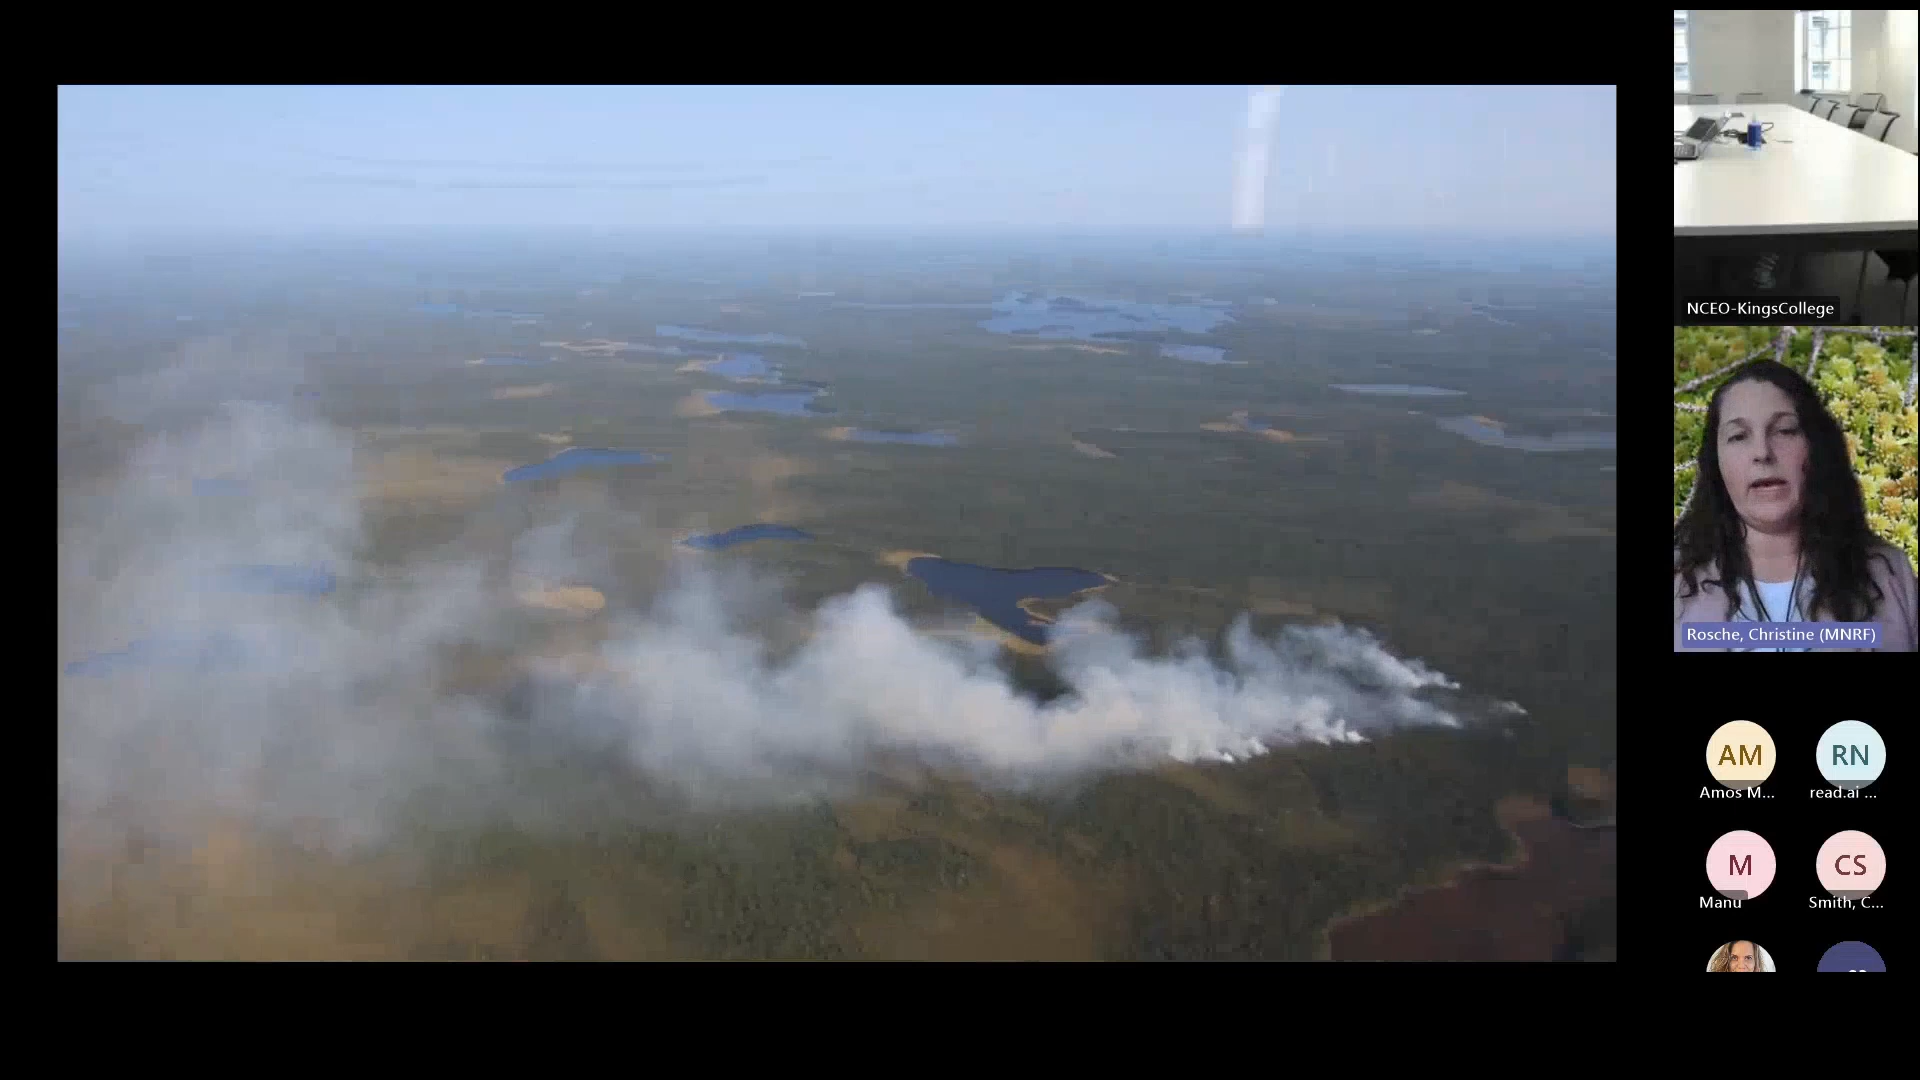 NCEO-KingsCollege
Rosche, Christine (MNRF)
AM
RN
Amos M...
read.ai ...
M
CS
Manu
Smith, C...